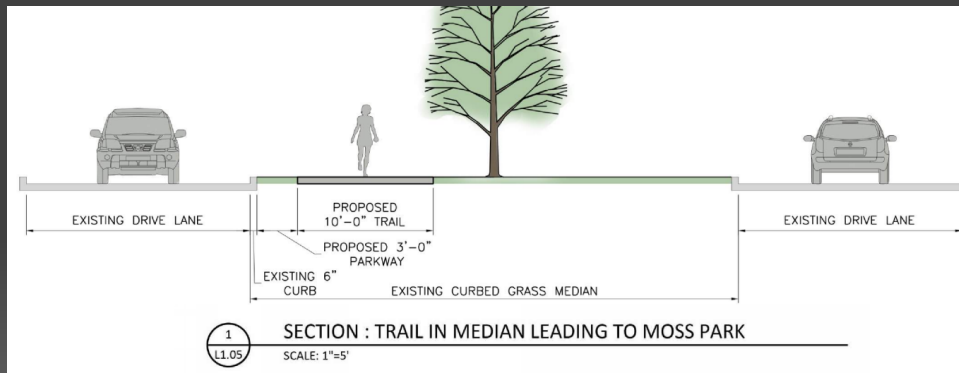 EXISTING DRIVE LANE
PROPOSED
10'-0" TRAIL
EXISTING DRIVE LANE
PROPOSED 3'-0"
PARKWAY
EXISTING 6"
CURB
EXISTING CURBED GRASS MEDIAN
1
L1.05
SECTION : TRAIL IN MEDIAN LEADING TO MOSS PARK
SCALE: 1"=5'